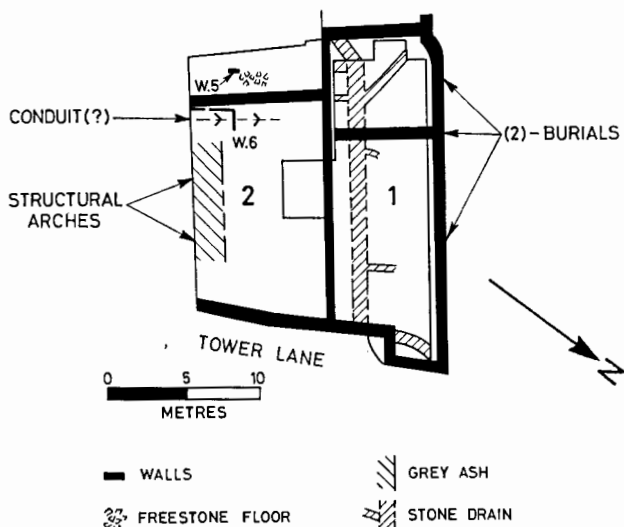 W.5
CONDUIT(?)
W.6
(2)-BURIALS
2
1
STRUCTURAL
ARCHES
TOWER LANE
N
0 5 10
METRES
WALLS
GREY ASH
FREESTONE FLOOR
STONE DRAIN